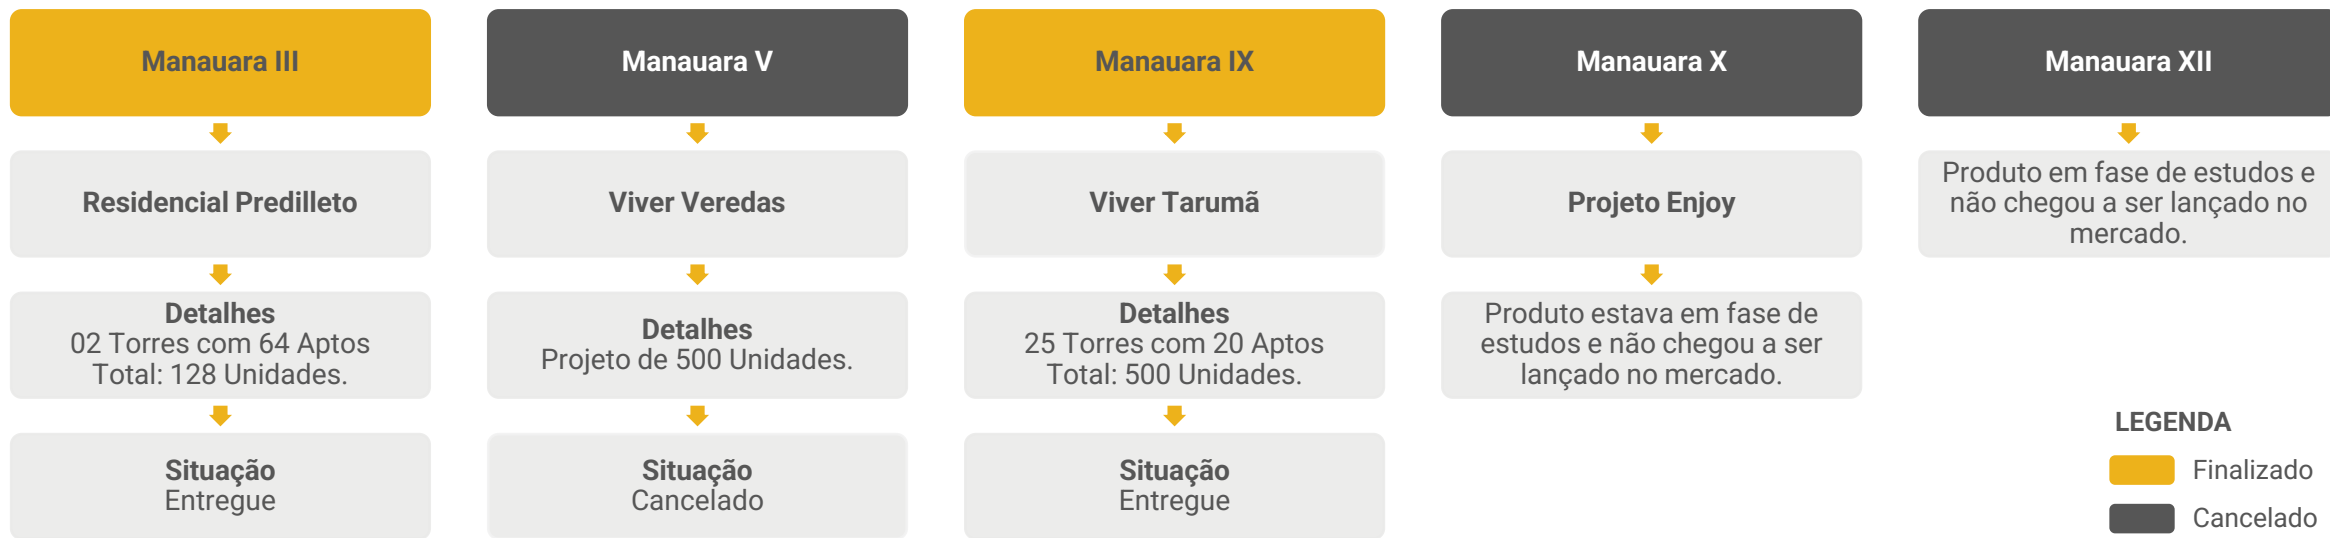 Manauara III
Residencial Predilleto
Detalhes
02 Torres com 64 Aptos
Total: 128 Unidades.
Situação
Entregue
Manauara V
Viver Veredas
Detalhes
Projeto de 500 Unidades.
Situação
Cancelado
Manauara IX
Viver Tarumã
Detalhes
25 Torres com 20 Aptos
Total: 500 Unidades.
Situação
Entregue
Manauara X
Projeto Enjoy
Produto estava em fase de
estudos e não chegou a ser
lançado no mercado.
Manauara XII
Produto em fase de estudos e
não chegou a ser lançado no
mercado.
LEGENDA
Finalizado
Cancelado